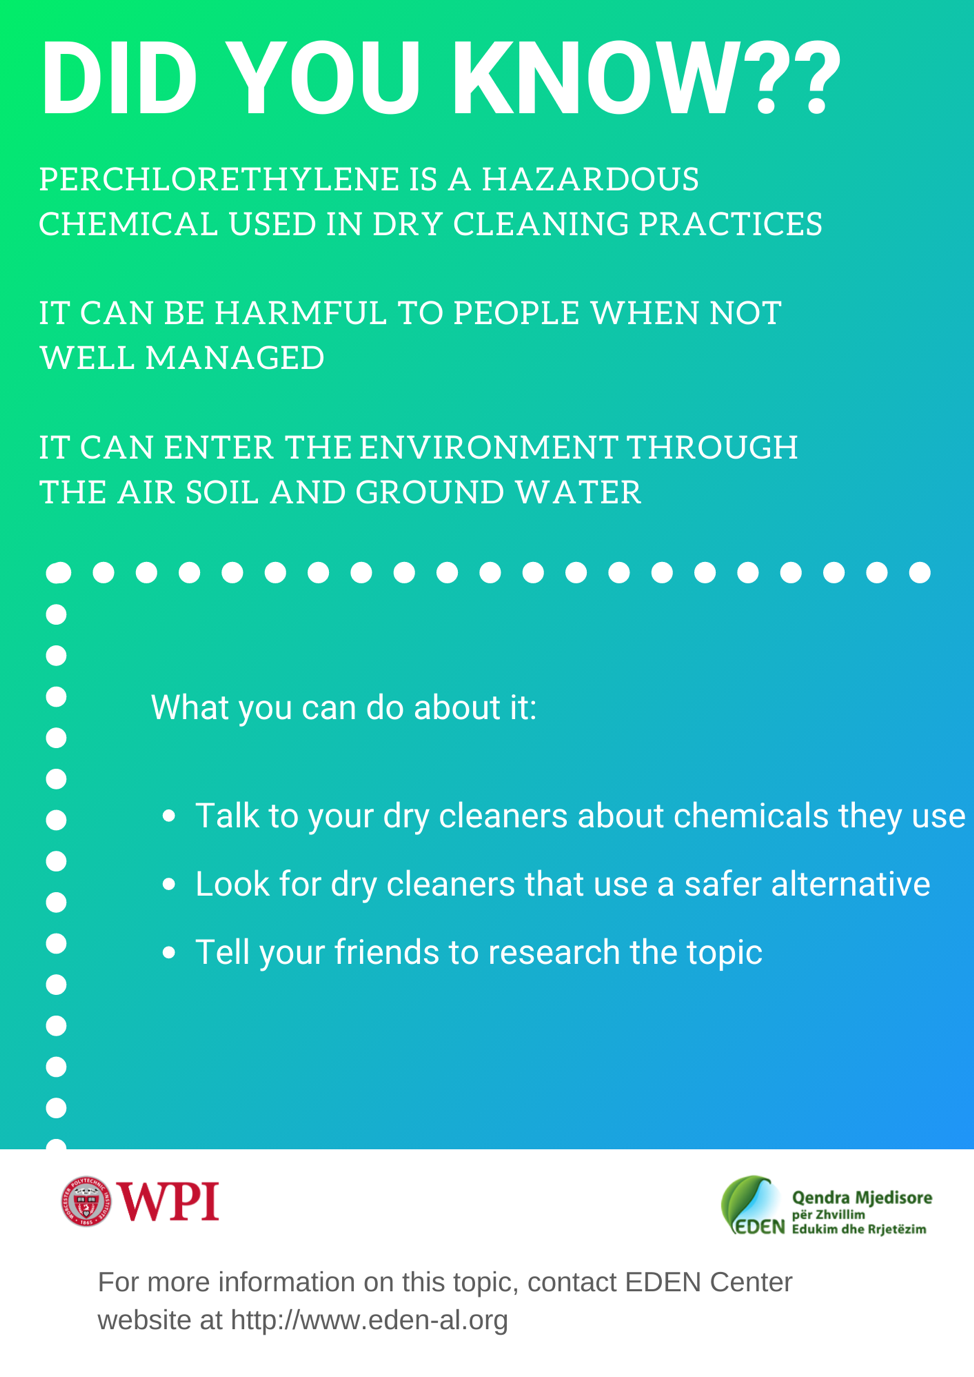 DID YOU KNOW??
PERCHLORETHYLENE IS A HAZARDOUS
CHEMICAL USED IN DRY CLEANING PRACTICES
IT CAN BE HARMFUL TO PEOPLE WHEN NOT
WELL MANAGED
IT CAN ENTER THE ENVIRONMENT THROUGH
THE AIR SOIL AND GROUND WATER
What you can do about it:
• Talk to your dry cleaners about chemicals they use
• Look for dry cleaners that use a safer alternative
• Tell your friends to research the topic
WORCESTER POLYTECHNIC INSTITUTE
1865
WPI
EDEN
Qendra Mjedisore
për Zhvillim
Edukim dhe Rrjetëzim
For more information on this topic, contact EDEN Center
website at http://www.eden-al.org